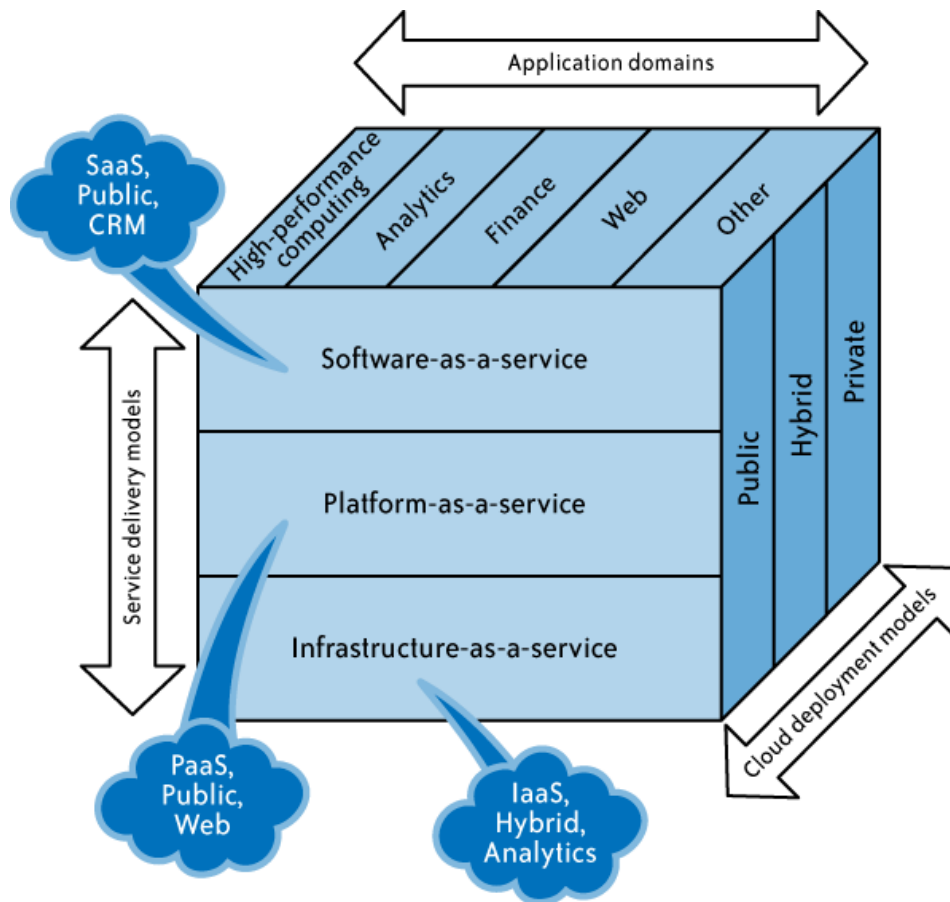 Application domains
SaaS,
Public,
CRM
High-performance
computing
Analytics
Finance
Web
Other
Service delivery models
Software-as-a-service
Platform-as-a-service
Infrastructure-as-a-service
Public
Hybrid
Private
Cloud deployment models
PaaS,
Public,
Web
IaaS,
Hybrid,
Analytics